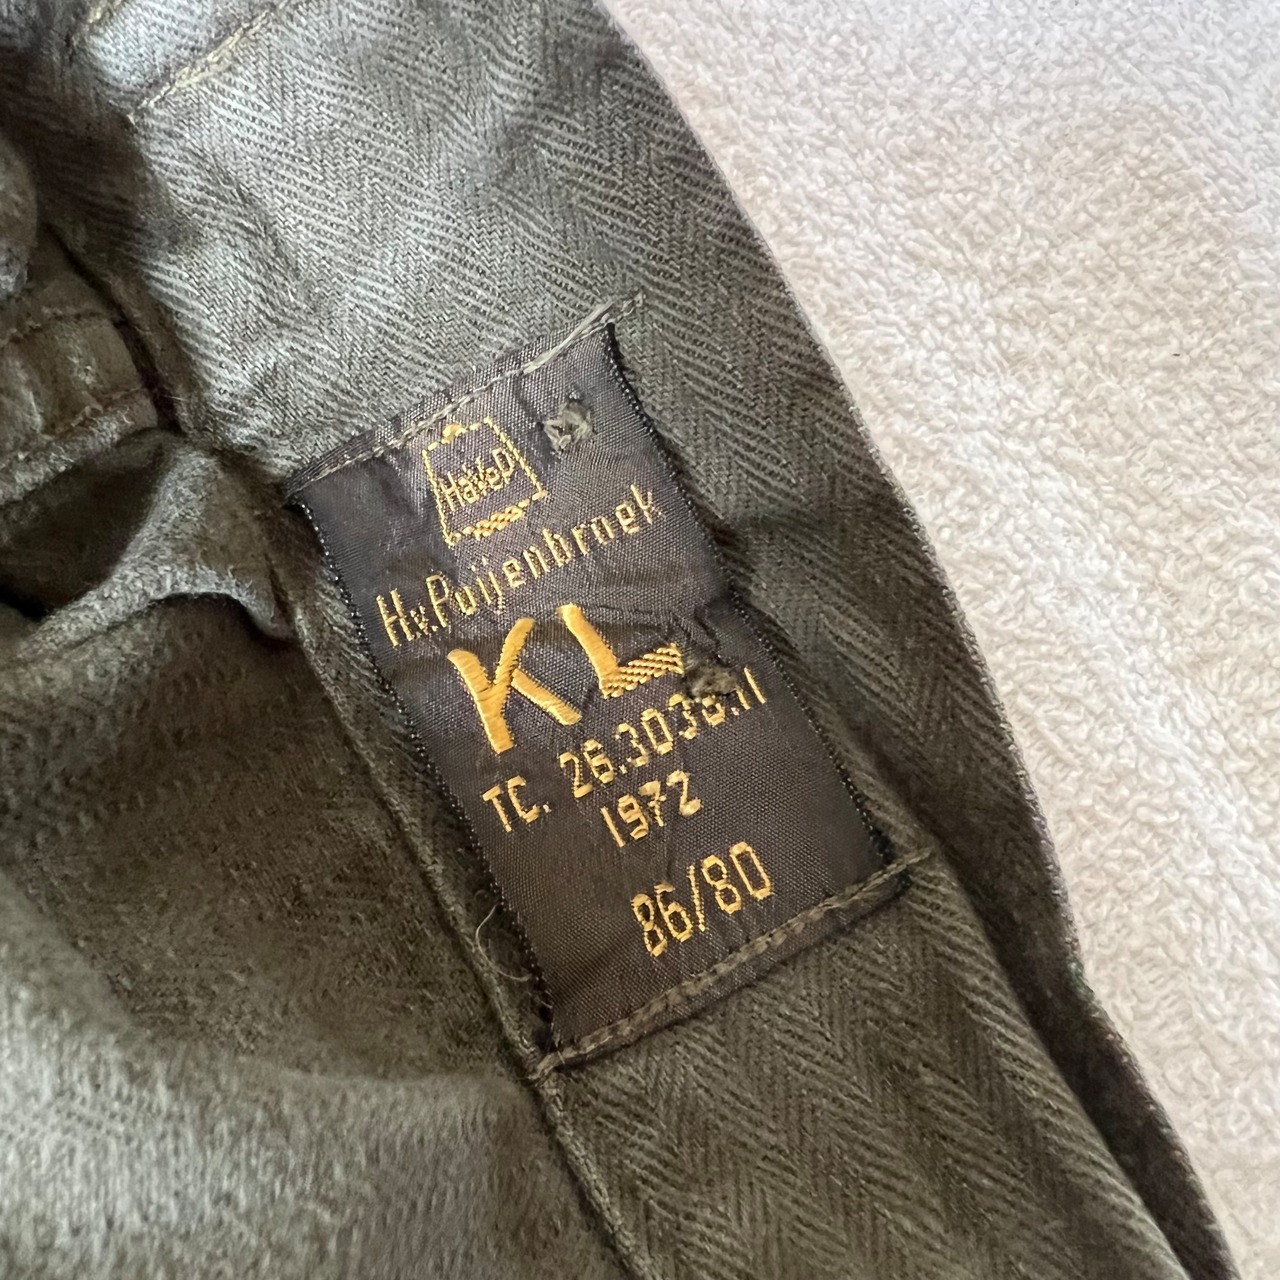 HaVeP
H.v.Puijenbroek
KL
TC. 26.3036.11
1972
86/80